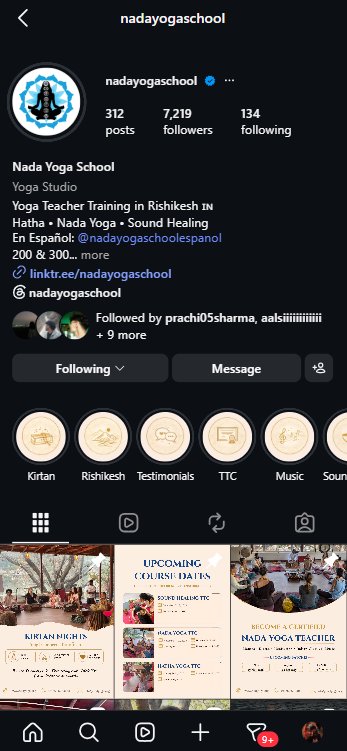 nadayogaschool
nadayogaschool
312 7,219 134
posts followers following
Nada Yoga School
Yoga Studio
Yoga Teacher Training in Rishikesh ɪɴ
Hatha • Nada Yoga • Sound Healing
En Español: @nadayogaschoolespanol
200 & 300... more
linktr.ee/nadayogaschool
nadayogaschool
Followed by prachi05sharma, aalsiiiiiiiiiiiii
+ 9 more
Following Message
Kirtan Rishikesh Testimonials TTC Music Soun
KIRTAN NIGHTS
UPCOMING
COURSE DATES
SOUND HEALING TTC
NADA YOGA TTC
HATHA YOGA TTC
BECOME A CERTIFIED
NADA YOGA TEACHER
9+